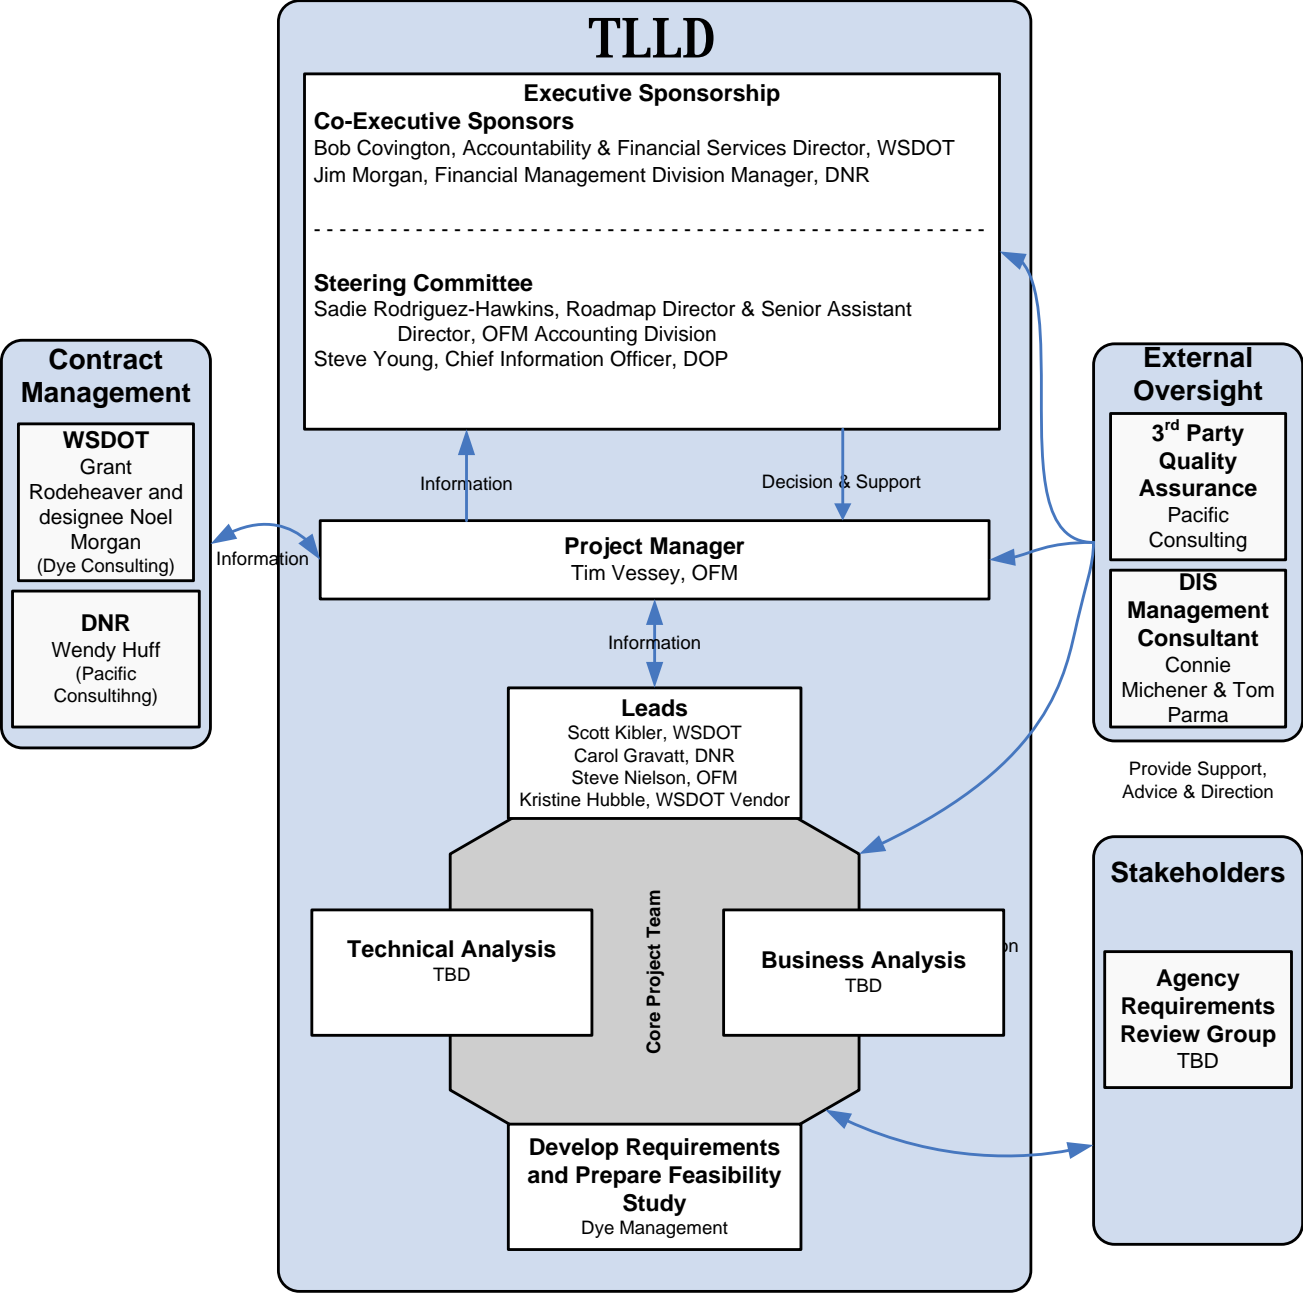 TLLD
Executive Sponsorship
Co-Executive Sponsors
Bob Covington, Accountability & Financial Services Director, WSDOT
Jim Morgan, Financial Management Division Manager, DNR
Steering Committee
Sadie Rodriguez-Hawkins, Roadmap Director & Senior Assistant
Director, OFM Accounting Division
Steve Young, Chief Information Officer, DOP
Contract
Management
WSDOT
Grant
Rodeheaver and
designee Noel
Morgan
(Dye Consulting)
DNR
Wendy Huff
(Pacific
Consultihng)
Information
Information
Decision & Support
Project Manager
Tim Vessey, OFM
Information
Leads
Scott Kibler, WSDOT
Carol Gravatt, DNR
Steve Nielson, OFM
Kristine Hubble, WSDOT Vendor
Core Project Team
Technical Analysis
TBD
Business Analysis
TBD
Develop Requirements
and Prepare Feasibility
Study
Dye Management
External
Oversight
3rd Party
Quality
Assurance
Pacific
Consulting
DIS
Management
Consultant
Connie
Michener & Tom
Parma
Provide Support,
Advice & Direction
Stakeholders
Agency
Requirements
Review Group
TBD